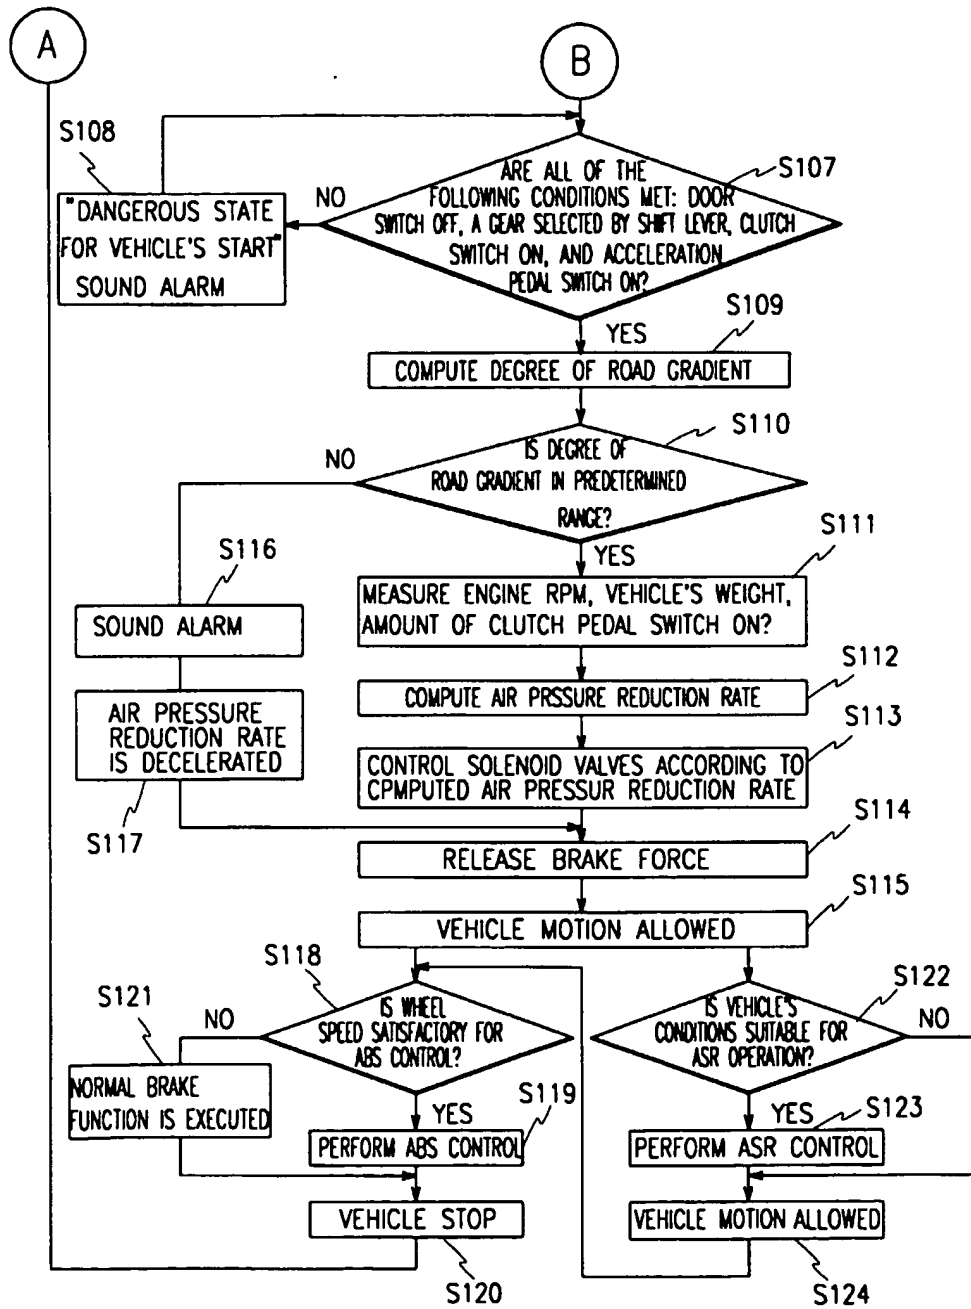 A
B
S108
"DANGEROUS STATE
FOR VEHICLE'S START"
SOUND ALARM
NO
S107
ARE ALL OF THE
FOLLOWING CONDITIONS MET: DOOR
SWITCH OFF, A GEAR SELECTED BY SHIFT LEVER, CLUTCH
SWITCH ON, AND ACCELERATION
PEDAL SWITCH ON?
YES
S109
COMPUTE DEGREE OF ROAD GRADIENT
S110
NO
IS DEGREE OF
ROAD GRADIENT IN PREDETERMINED
RANGE?
YES
S111
MEASURE ENGINE RPM, VEHICLE'S WEIGHT,
AMOUNT OF CLUTCH PEDAL SWITCH ON?
S116
SOUND ALARM
S112
COMPUTE AIR PRSSURE REDUCTION RATE
AIR PRESSURE
REDUCTION RATE
IS DECELERATED
S117
S113
CONTROL SOLENOID VALVES ACCORDING TO
CPMPUTED AIR PRESSUR REDUCTION RATE
S114
RELEASE BRAKE FORCE
S115
VEHICLE MOTION ALLOWED
S118
IS WHEEL
SPEED SATISFACTORY FOR
ABS CONTROL?
NO
S121
NORMAL BRAKE
FUNCTION IS EXECUTED
YES
S119
PERFORM ABS CONTROL
VEHICLE STOP
S120
S122
IS VEHICLE'S
CONDITIONS SUITABLE FOR
ASR OPERATION?
NO
YES
S123
PERFORM ASR CONTROL
VEHICLE MOTION ALLOWED
S124